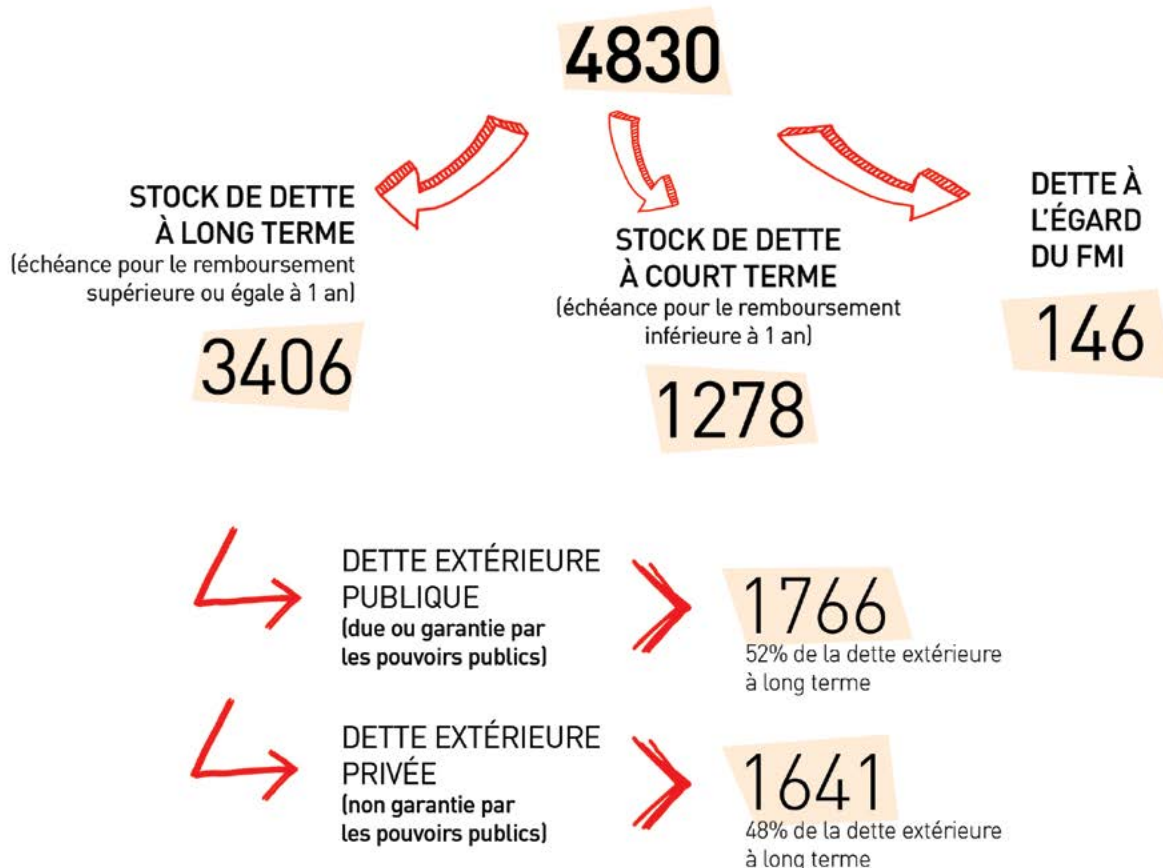 4830
STOCK DE DETTE
À LONG TERME
(échéance pour le remboursement
supérieure ou égale à 1 an)
3406
STOCK DE DETTE
À COURT TERME
(échéance pour le remboursement
inférieure à 1 an)
1278
DETTE À
L'ÉGARD
DU FMI
146
DETTE EXTÉRIEURE
PUBLIQUE
(due ou garantie par
les pouvoirs publics)
1766
52% de la dette extérieure
à long terme
DETTE EXTÉRIEURE
PRIVÉE
(non garantie par
les pouvoirs publics)
1641
48% de la dette extérieure
à long terme